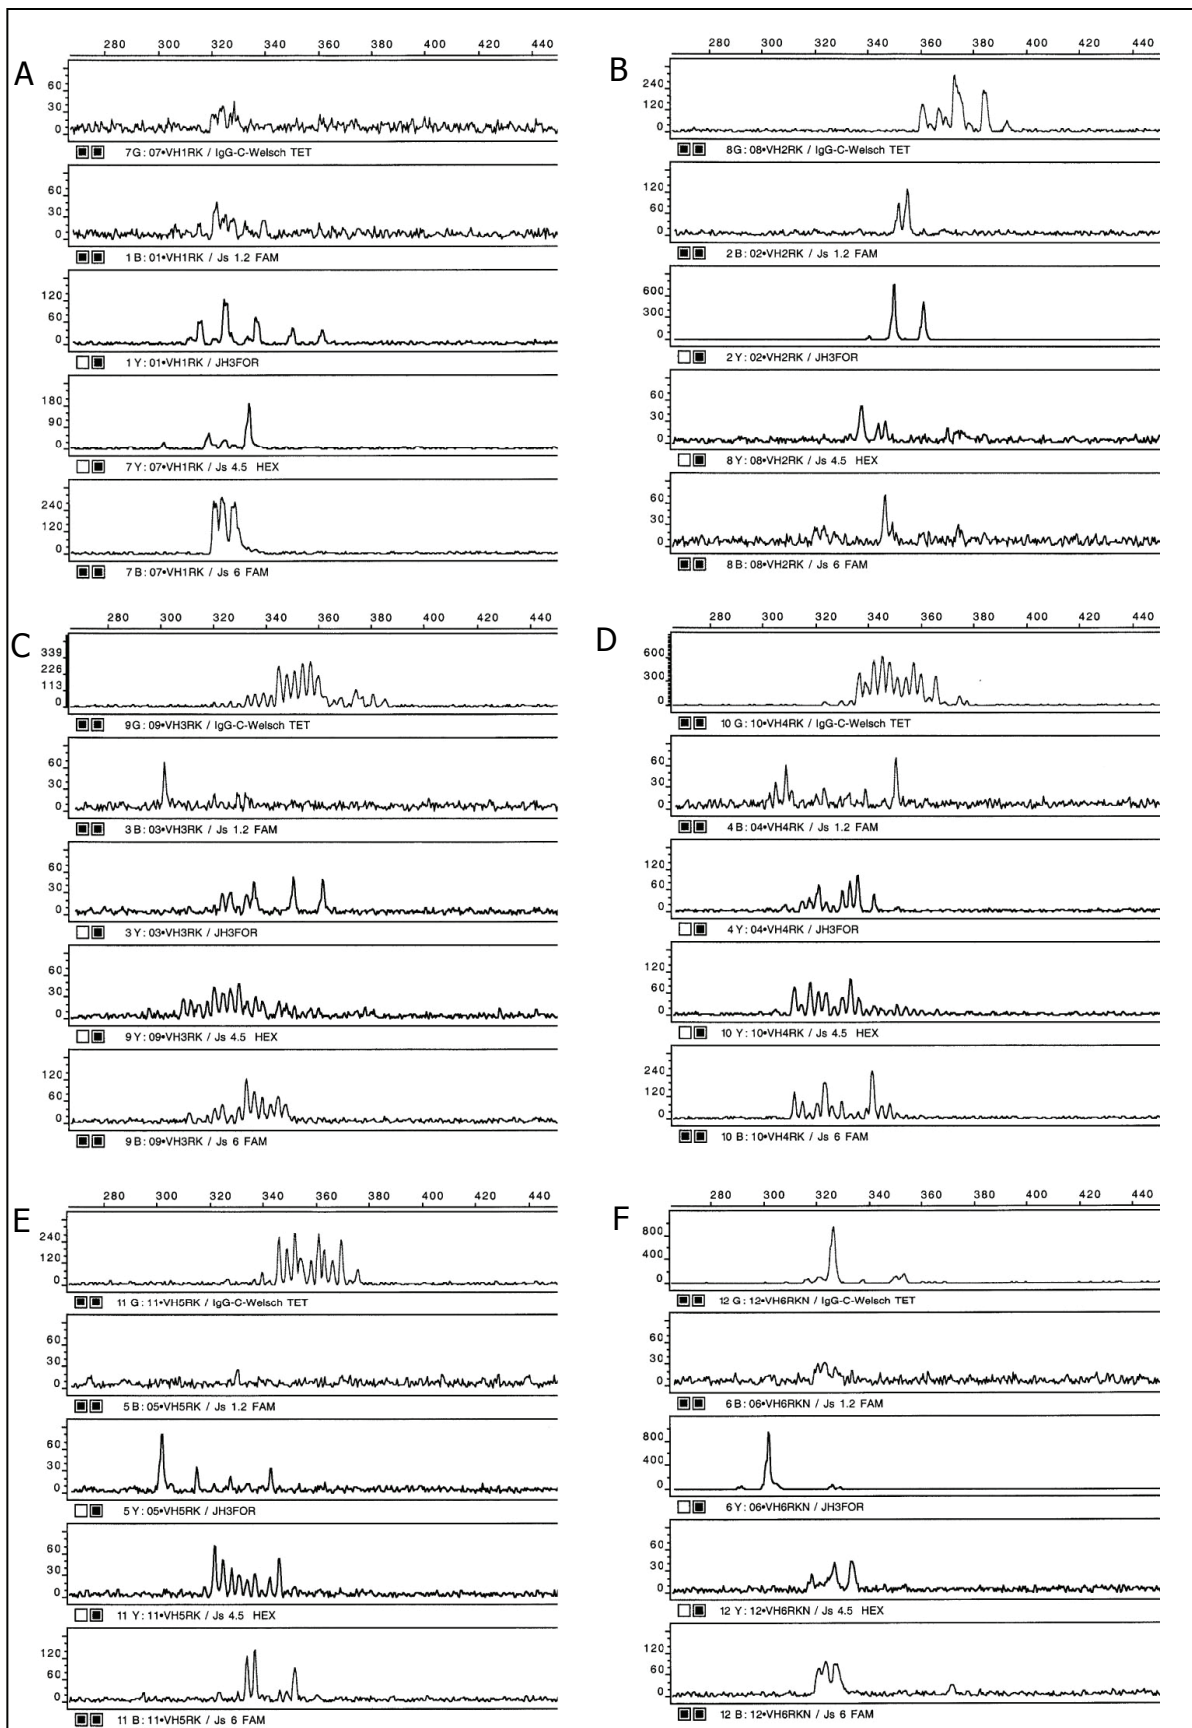 280 300 320 340 360 380 400 420 440
A
60
30
0
7G: 07•VH1RK / IgG-C-Welsch TET
60
30
0
1 B: 01•VH1RK / Js 1.2 FAM
120
60
0
1 Y: 01•VH1RK / JH3FOR
180
90
0
7 Y: 07•VH1RK / Js 4.5 HEX
240
120
0
7 B: 07•VH1RK / Js 6 FAM
280 300 320 340 360 380 400 420 440
B
240
120
0
8G: 08•VH2RK / IgG-C-Welsch TET
120
60
0
2 B: 02•VH2RK / Js 1.2 FAM
600
300
0
2 Y: 02•VH2RK / JH3FOR
60
30
0
8 Y: 08•VH2RK / Js 4.5 HEX
60
30
0
8 B: 08•VH2RK / Js 6 FAM
280 300 320 340 360 380 400 420 440
C
339
226
113
0
9G: 09•VH3RK / IgG-C-Welsch TET
60
30
0
3 B: 03•VH3RK / Js 1.2 FAM
60
30
0
3 Y: 03•VH3RK / JH3FOR
60
30
0
9 Y: 09•VH3RK / Js 4.5 HEX
120
60
0
9 B: 09•VH3RK / Js 6 FAM
280 300 320 340 360 380 400 420 440
D
600
300
0
10 G: 10•VH4RK / IgG-C-Welsch TET
60
30
0
4 B: 04•VH4RK / Js 1.2 FAM
120
60
0
4 Y: 04•VH4RK / JH3FOR
120
60
0
10 Y: 10•VH4RK / Js 4.5 HEX
240
120
0
10 B: 10•VH4RK / Js 6 FAM
280 300 320 340 360 380 400 420 440
E
240
120
0
11 G: 11•VH5RK / IgG-C-Welsch TET
60
30
0
5 B: 05•VH5RK / Js 1.2 FAM
60
30
0
5 Y: 05•VH5RK / JH3FOR
60
30
0
11 Y: 11•VH5RK / Js 4.5 HEX
120
60
0
11 B: 11•VH5RK / Js 6 FAM
280 300 320 340 360 380 400 420 440
F
800
400
0
12 G: 12•VH6RKN / IgG-C-Welsch TET
60
30
0
6 B: 06•VH6RKN / Js 1.2 FAM
800
400
0
6 Y: 06•VH6RKN / JH3FOR
60
30
0
12 Y: 12•VH6RKN / Js 4.5 HEX
120
60
0
12 B: 12•VH6RKN / Js 6 FAM